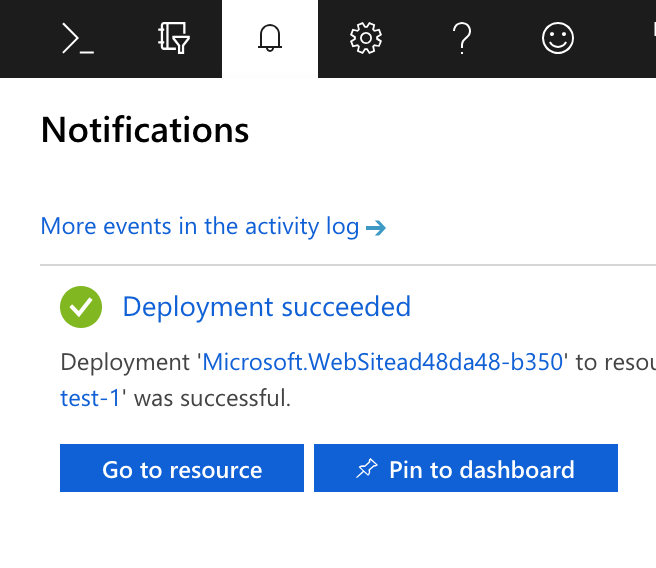 Notifications
More events in the activity log
Deployment succeeded
Deployment 'Microsoft.WebSitead48da48-b350' to
test-1' was successful.
Go to resource
Pin to dashboard